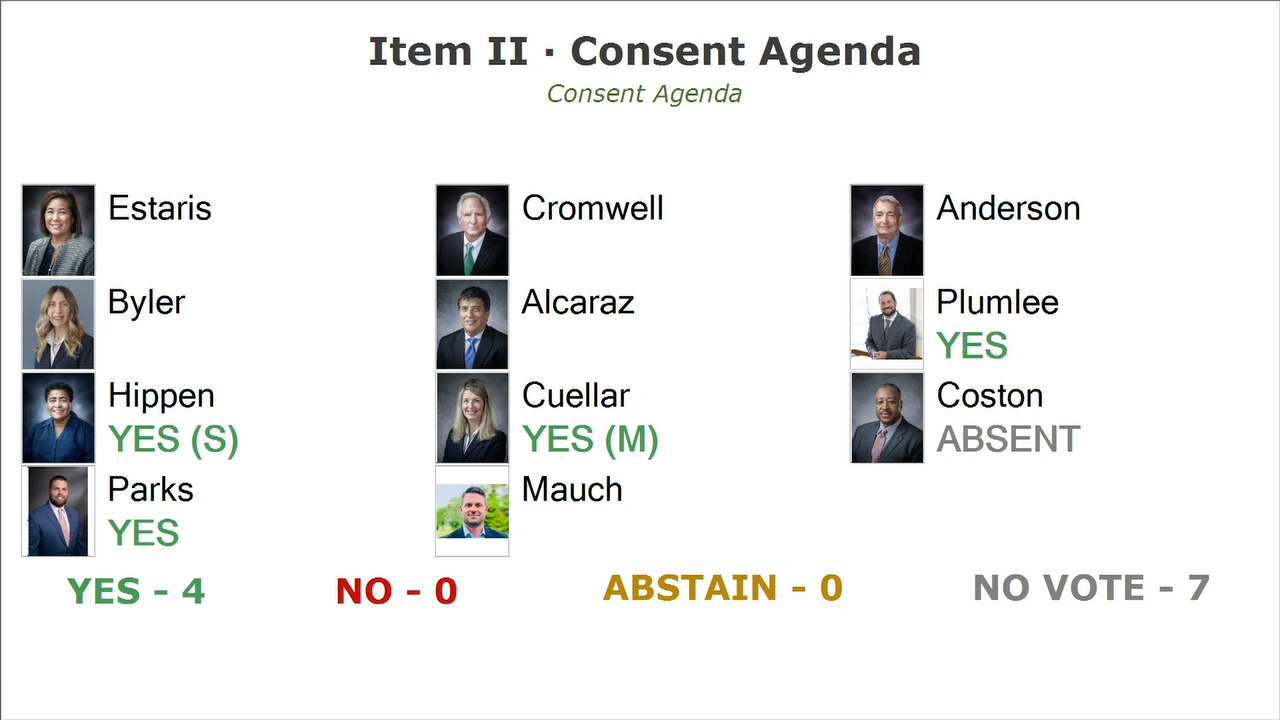 Item II · Consent Agenda
Consent Agenda
Estaris
Cromwell
Anderson
Byler
Alcaraz
Plumlee
YES
Hippen
YES (S)
Cuellar
YES (M)
Coston
ABSENT
Parks
YES
Mauch
YES - 4
NO - 0
ABSTAIN - 0
NO VOTE - 7